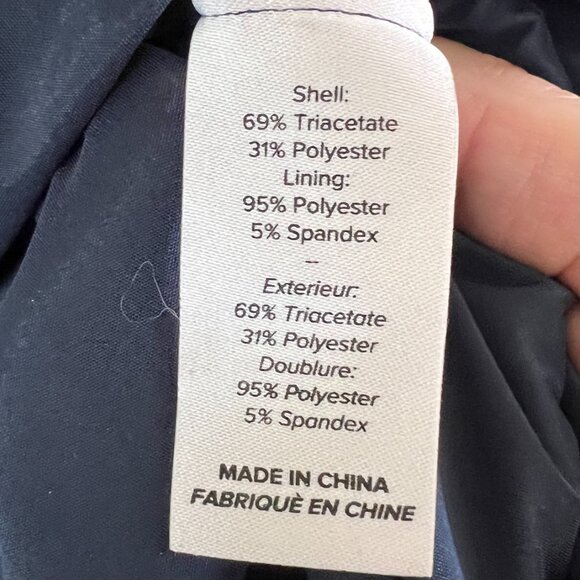 Shell:
69% Triacetate
31% Polyester
Lining:
95% Polyester
5% Spandex
–
Exterieur:
69% Triacetate
31% Polyester
Doublure:
95% Polyester
5% Spandex
MADE IN CHINA
FABRIQUÈ EN CHINE